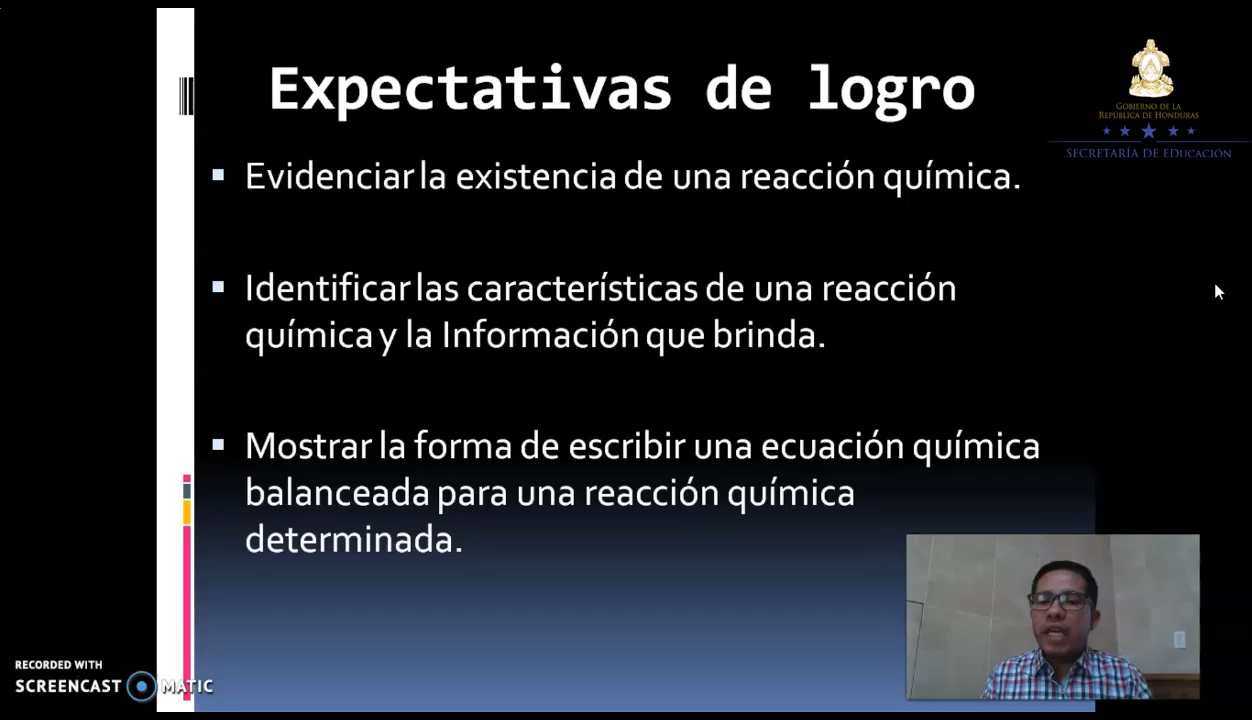 Expectativas de logro
GOBIERNO DE LA
REPÚBLICA DE HONDURAS
SECRETARÍA DE EDUCACIÓN
▪ Evidenciar la existencia de una reacción química.
▪ Identificar las características de una reacción
química y la Información que brinda.
▪ Mostrar la forma de escribir una ecuación química
balanceada para una reacción química
determinada.
RECORDED WITH
SCREENCAST MATIC